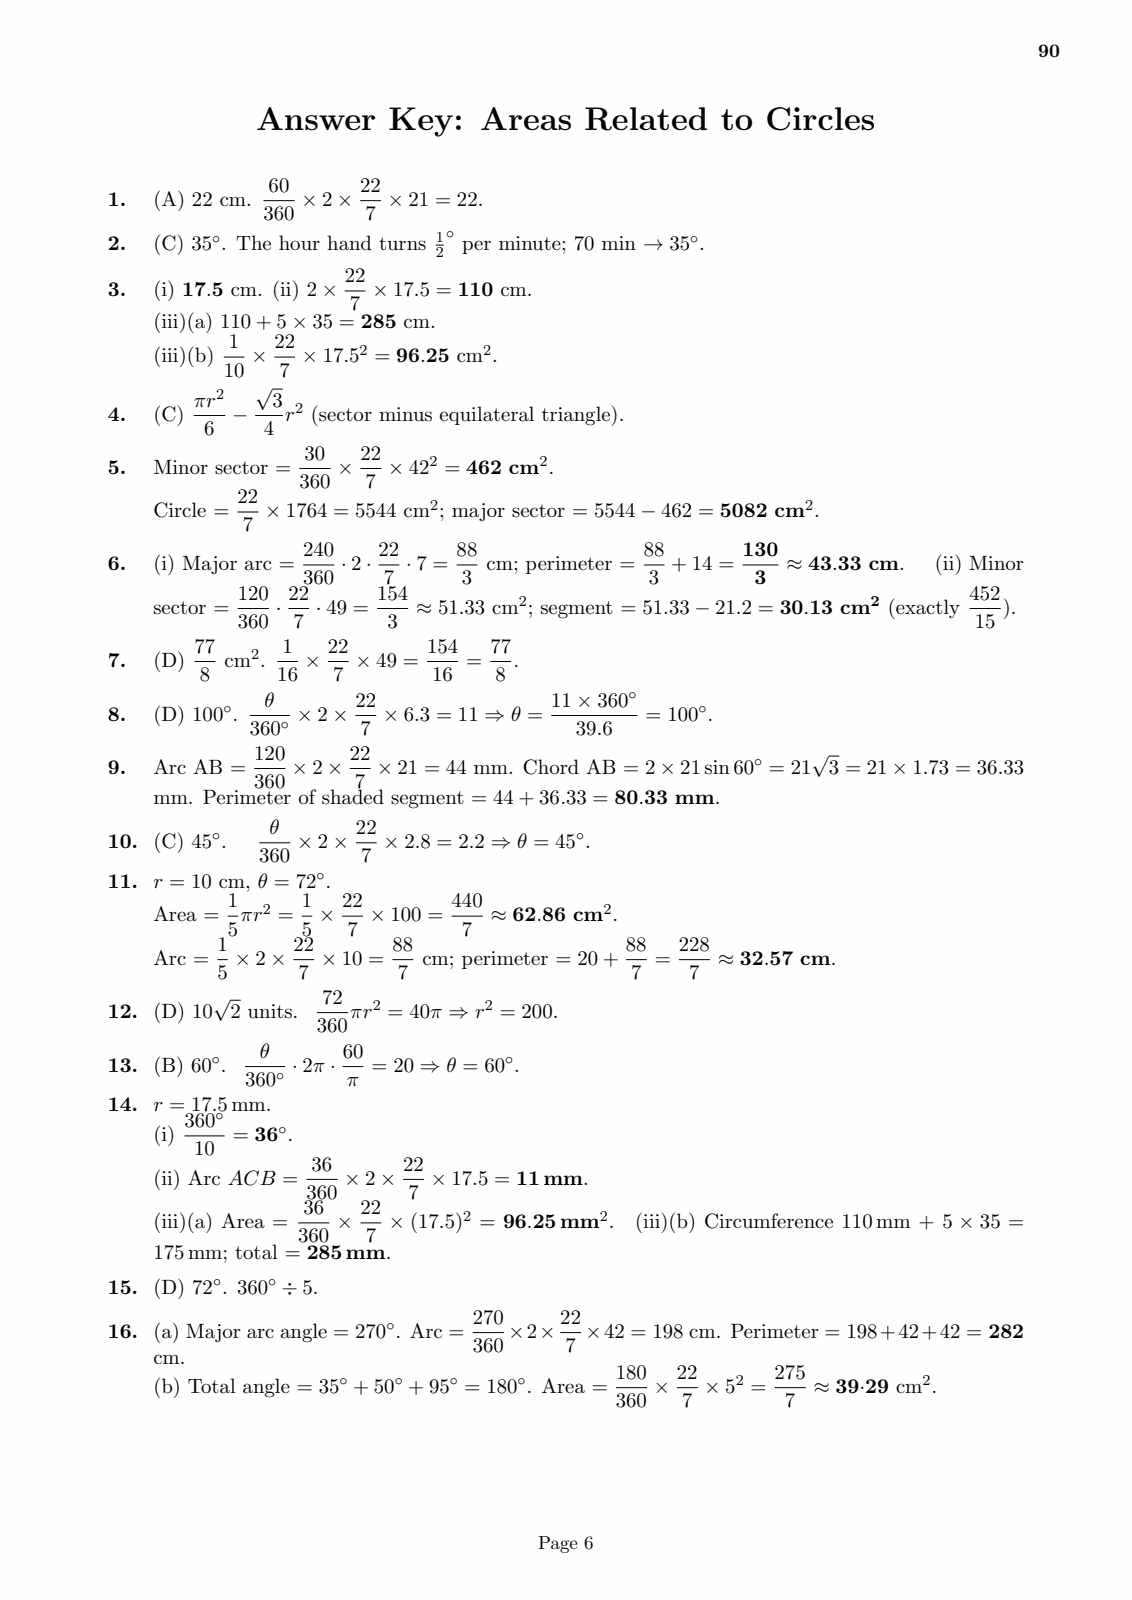 90
Answer Key: Areas Related to Circles
1. (A) 22 cm. 60/360 × 2 × 22/7 × 21 = 22.
2. (C) 35°. The hour hand turns 1/2° per minute; 70 min → 35°.
3. (i) 17.5 cm. (ii) 2 × 22/7 × 17.5 = 110 cm.
(iii)(a) 110 + 5 × 35 = 285 cm.
(iii)(b) 1/10 × 22/7 × 17.5² = 96.25 cm².
4. (C) πr²/6 − √3/4 r² (sector minus equilateral triangle).
5. Minor sector = 30/360 × 22/7 × 42² = 462 cm².
Circle = 22/7 × 1764 = 5544 cm²; major sector = 5544 − 462 = 5082 cm².
6. (i) Major arc = 240/360 · 2 · 22/7 · 7 = 88/3 cm; perimeter = 88/3 + 14 = 130/3 ≈ 43.33 cm. (ii) Minor
sector = 120/360 · 22/7 · 49 = 154/3 ≈ 51.33 cm²; segment = 51.33 − 21.2 = 30.13 cm² (exactly 452/15).
7. (D) 77/8 cm². 1/16 × 22/7 × 49 = 154/16 = 77/8.
8. (D) 100°. θ/360° × 2 × 22/7 × 6.3 = 11 ⇒ θ = 11 × 360°/39.6 = 100°.
9. Arc AB = 120/360 × 2 × 22/7 × 21 = 44 mm. Chord AB = 2 × 21 sin 60° = 21√3 = 21 × 1.73 = 36.33
mm. Perimeter of shaded segment = 44 + 36.33 = 80.33 mm.
10. (C) 45°. θ/360 × 2 × 22/7 × 2.8 = 2.2 ⇒ θ = 45°.
11. r = 10 cm, θ = 72°.
Area = 1/5 πr² = 1/5 × 22/7 × 100 = 440/7 ≈ 62.86 cm².
Arc = 1/5 × 2 × 22/7 × 10 = 88/7 cm; perimeter = 20 + 88/7 = 228/7 ≈ 32.57 cm.
12. (D) 10√2 units. 72/360 πr² = 40π ⇒ r² = 200.
13. (B) 60°. θ/360° · 2π · 60/π = 20 ⇒ θ = 60°.
14. r = 17.5 mm.
(i) 360°/10 = 36°.
(ii) Arc ACB = 36/360 × 2 × 22/7 × 17.5 = 11 mm.
(iii)(a) Area = 36/360 × 22/7 × (17.5)² = 96.25 mm². (iii)(b) Circumference 110 mm + 5 × 35 =
175 mm; total = 285 mm.
15. (D) 72°. 360° ÷ 5.
16. (a) Major arc angle = 270°. Arc = 270/360 × 2 × 22/7 × 42 = 198 cm. Perimeter = 198 + 42 + 42 = 282
cm.
(b) Total angle = 35° + 50° + 95° = 180°. Area = 180/360 × 22/7 × 5² = 275/7 ≈ 39·29 cm².
Page 6